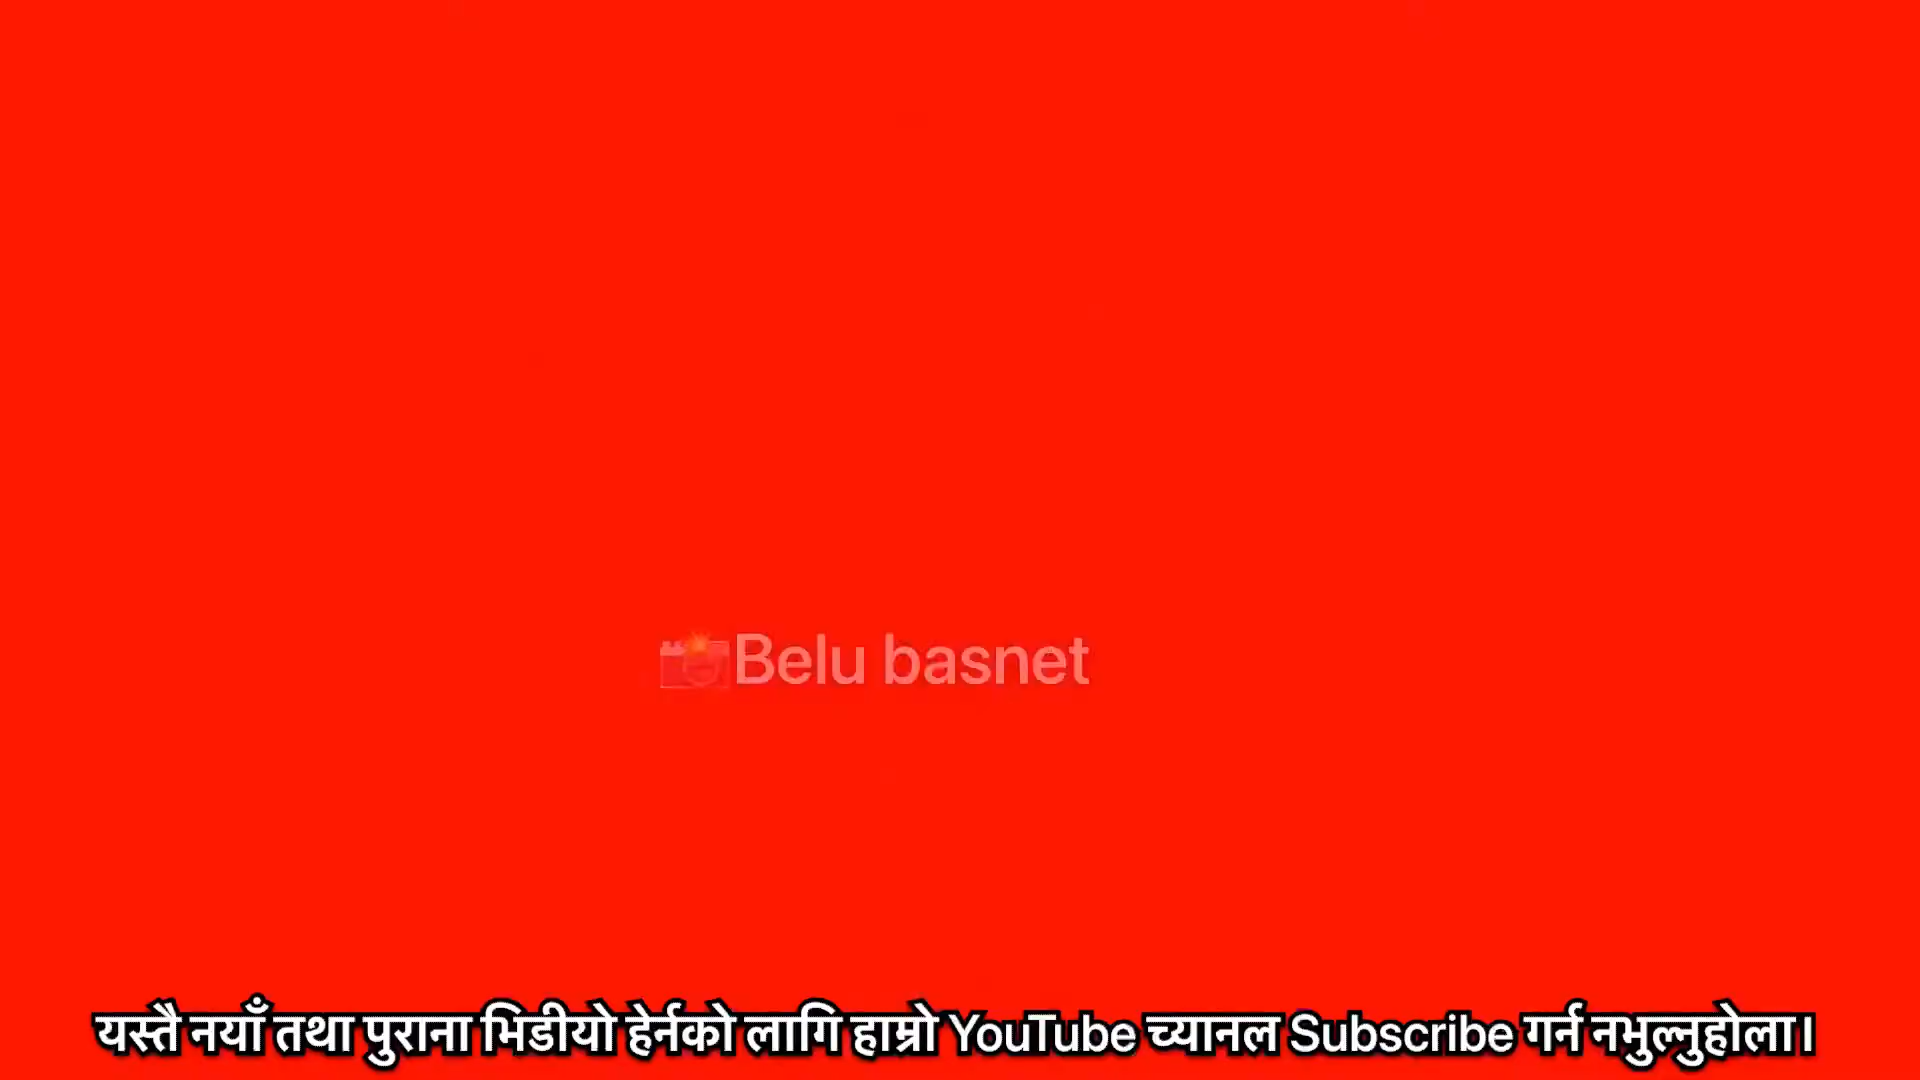 📸Belu basnet
यस्तै नयाँ तथा पुराना भिडीयो हेर्नको लागि हाम्रो YouTube च्यानल Subscribe गर्न नभुल्नुहोला।